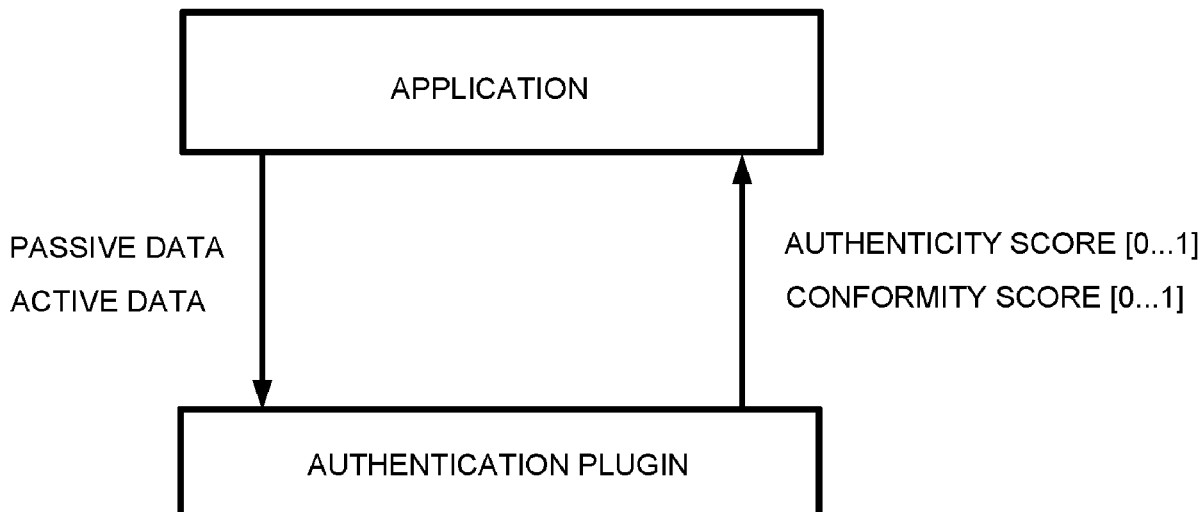 APPLICATION
PASSIVE DATA
ACTIVE DATA
AUTHENTICITY SCORE [0...1]
CONFORMITY SCORE [0...1]
AUTHENTICATION PLUGIN